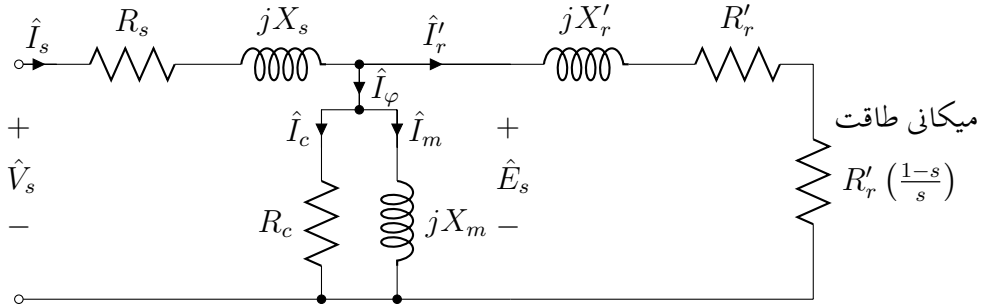 Î_s
R_s
jX_s
Î'_r
jX'_r
R'_r
Î_φ
Î_c
Î_m
+
V̂_s
−
R_c
jX_m
+
Ê_s
−
میکانی طاقت
R'_r ((1−s)/s)